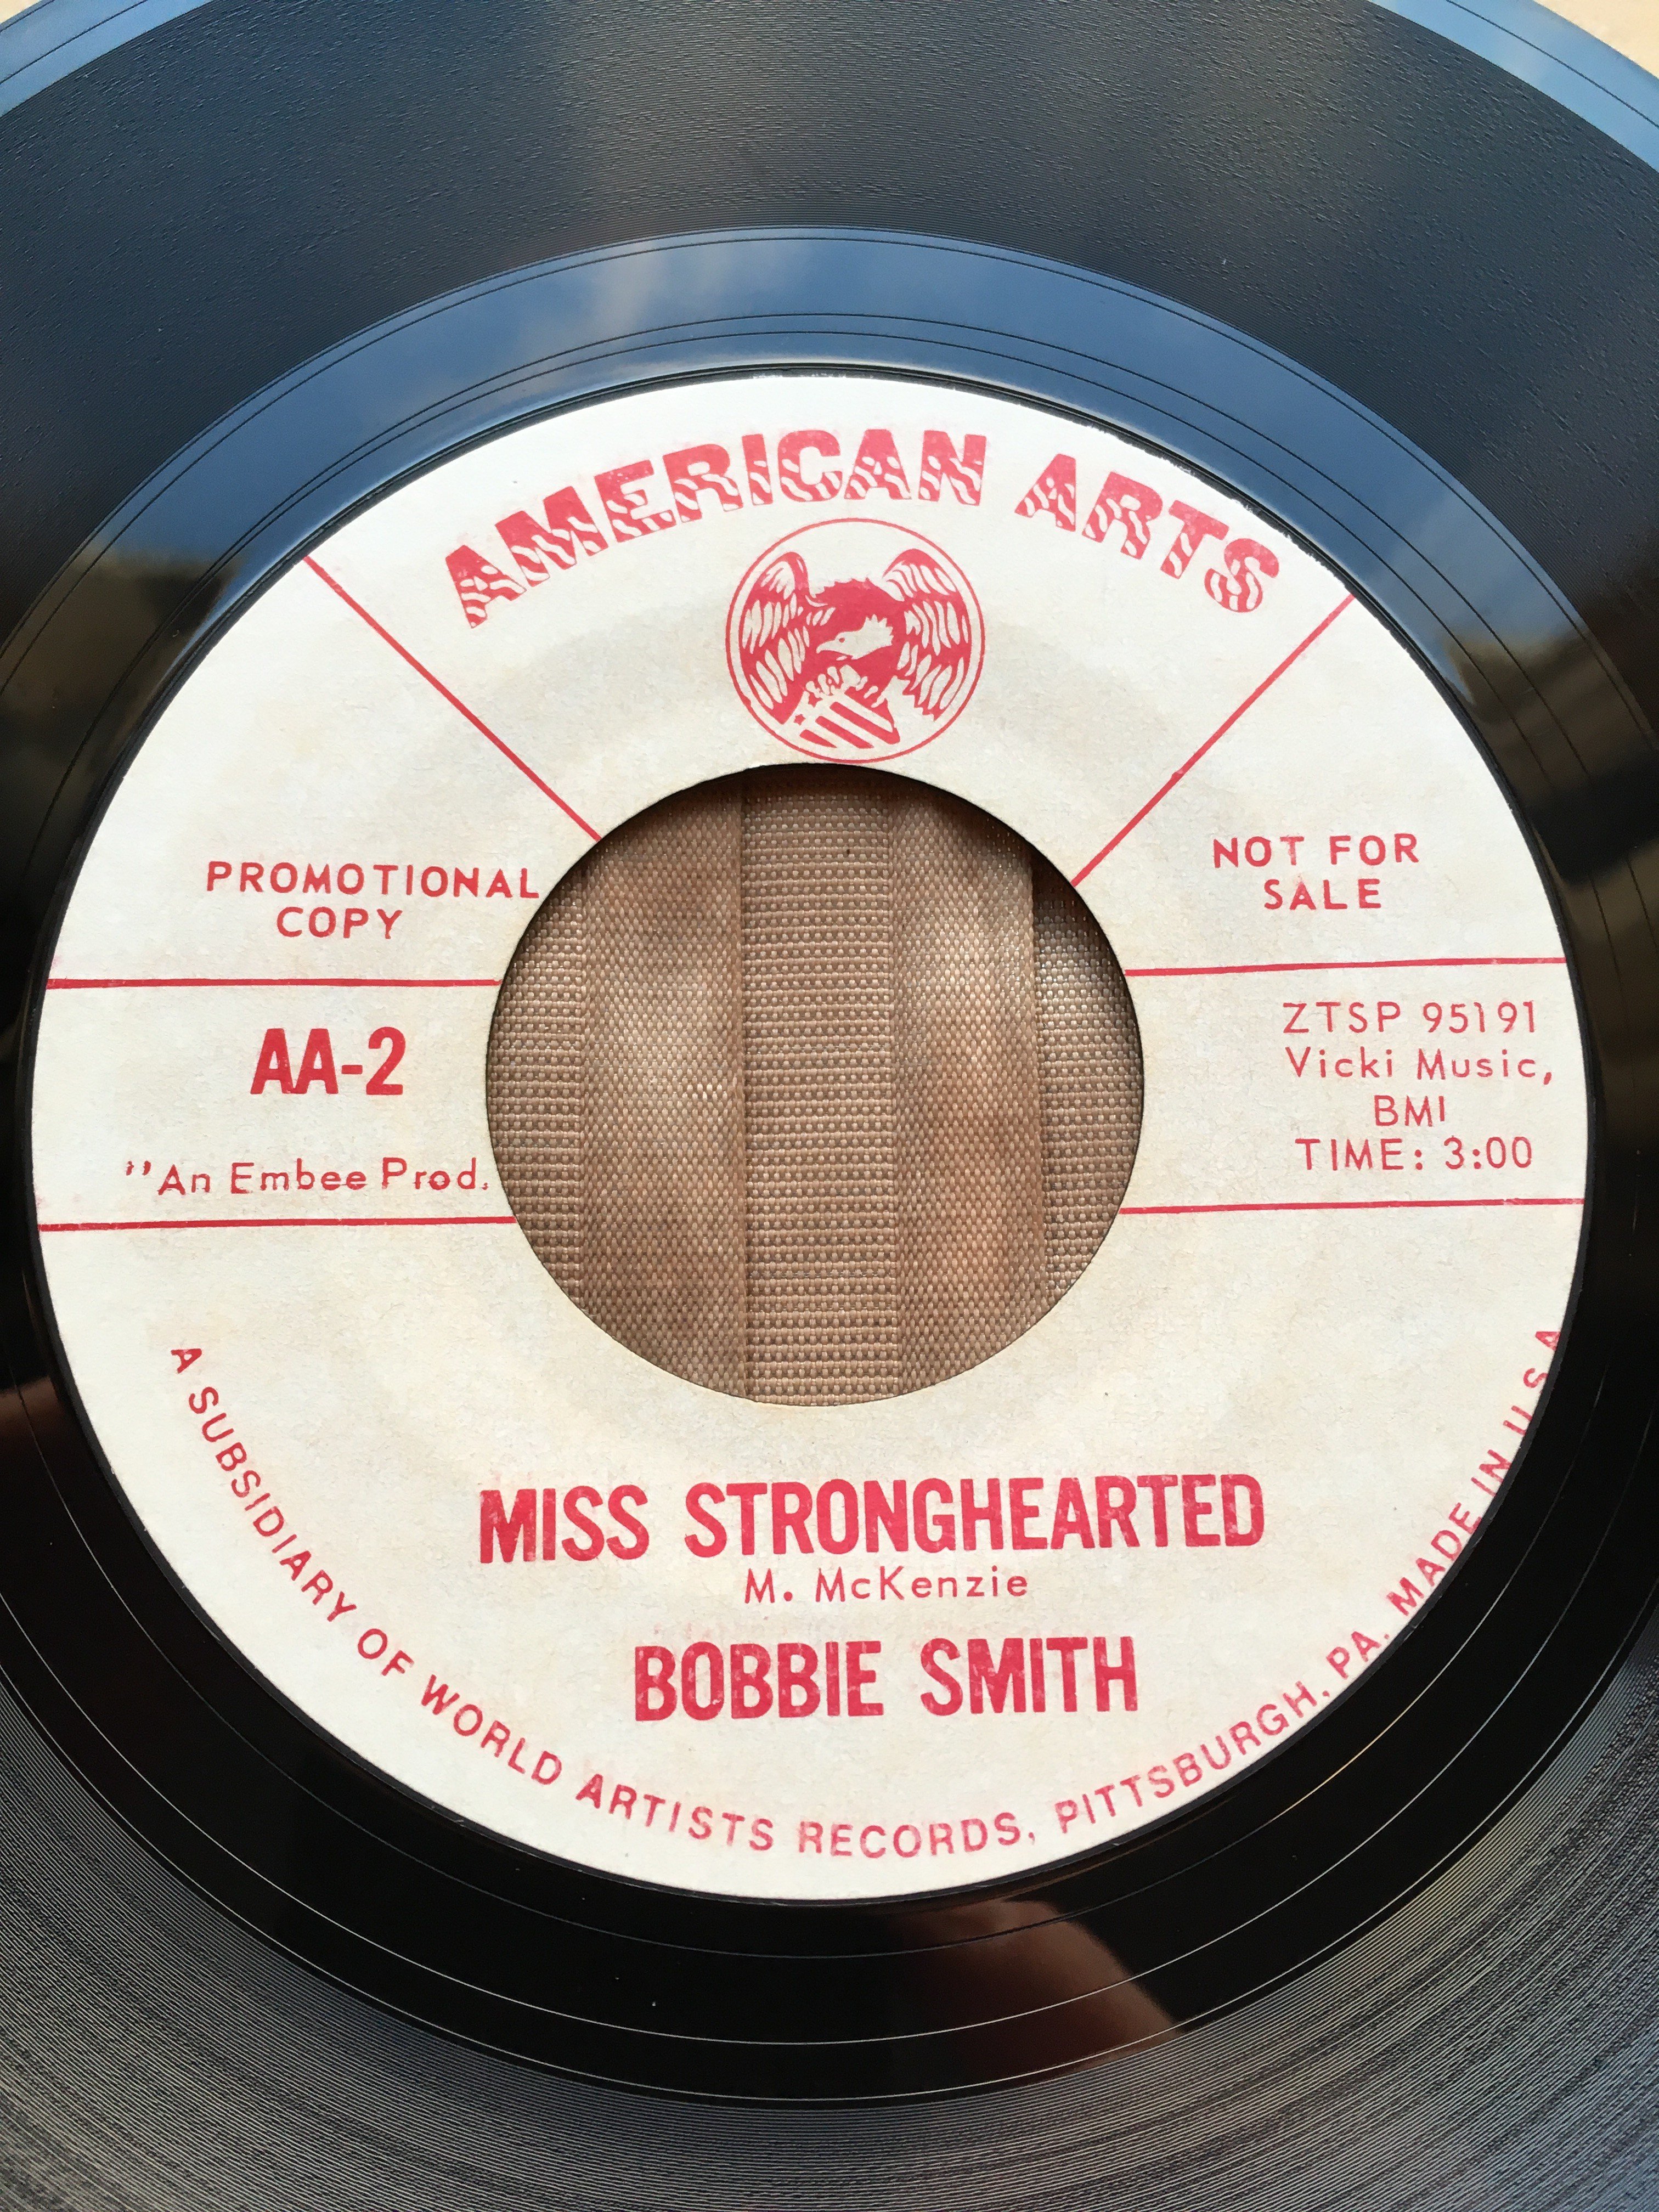 AMERICAN ARTS
PROMOTIONAL
COPY
NOT FOR
SALE
AA-2
"An Embee Prod.
ZTSP 95191
Vicki Music,
BMI
TIME: 3:00
MISS STRONGHEARTED
M. McKenzie
BOBBIE SMITH
A SUBSIDIARY OF WORLD ARTISTS RECORDS, PITTSBURGH, PA. MADE IN U.S.A